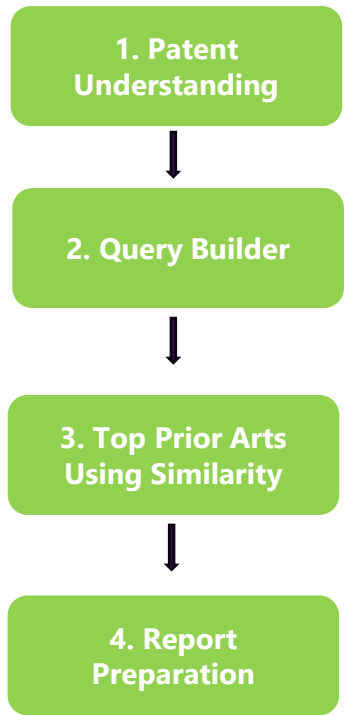 1. Patent
Understanding
2. Query Builder
3. Top Prior Arts
Using Similarity
4. Report
Preparation